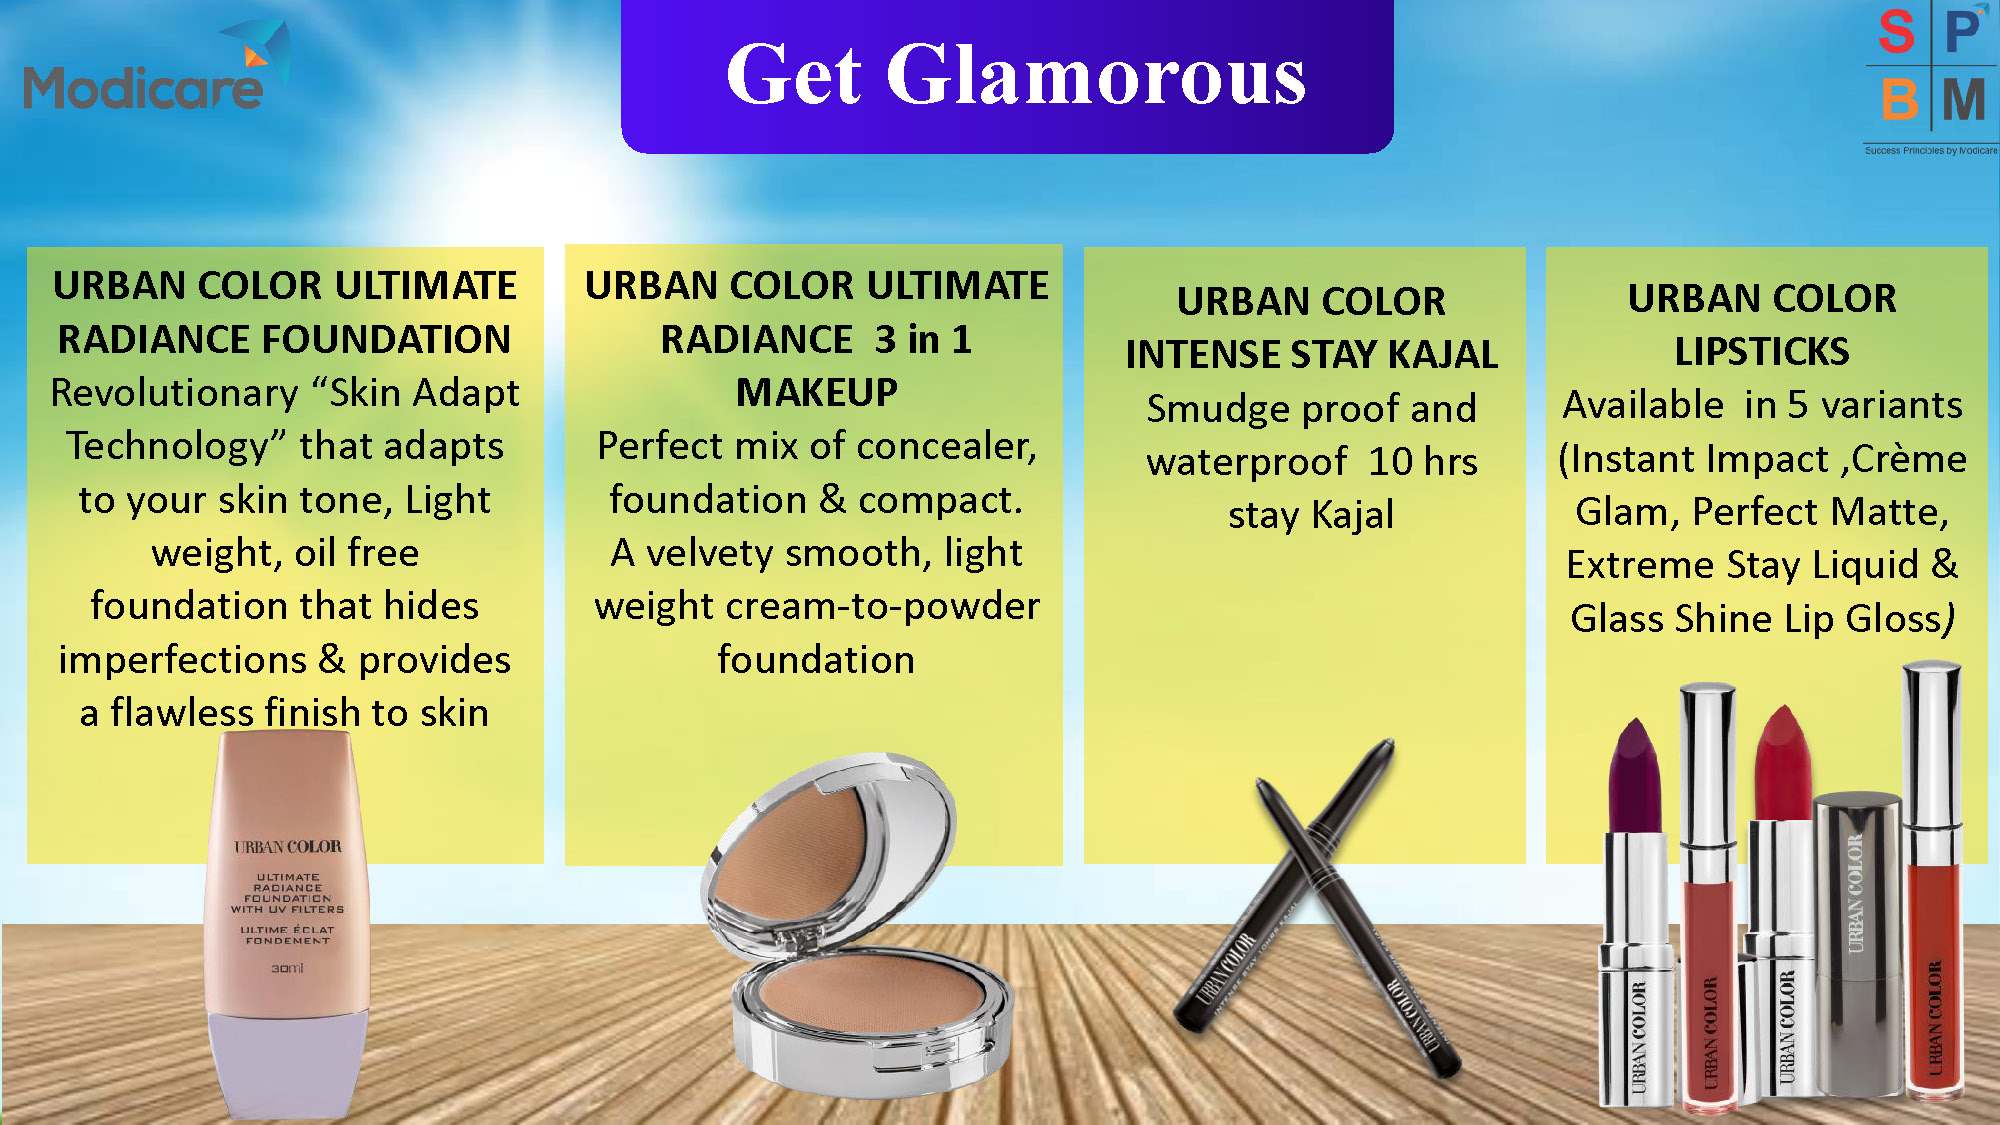 Modicare
Get Glamorous
S P
B M
Success Principles by Modicare
URBAN COLOR ULTIMATE
RADIANCE FOUNDATION
Revolutionary “Skin Adapt
Technology” that adapts
to your skin tone, Light
weight, oil free
foundation that hides
imperfections & provides
a flawless finish to skin
URBAN COLOR
ULTIMATE
RADIANCE
FOUNDATION
WITH UV FILTERS
ULTIME ÉCLAT
FONDEMENT
30ml
URBAN COLOR ULTIMATE
RADIANCE 3 in 1
MAKEUP
Perfect mix of concealer,
foundation & compact.
A velvety smooth, light
weight cream-to-powder
foundation
URBAN COLOR
INTENSE STAY KAJAL
Smudge proof and
waterproof 10 hrs
stay Kajal
URBAN COLOR
INTENSE STAY 10HRS KAJAL
URBAN COLOR
URBAN COLOR
LIPSTICKS
Available in 5 variants
(Instant Impact ,Crème
Glam, Perfect Matte,
Extreme Stay Liquid &
Glass Shine Lip Gloss)
URBAN COLOR
URBAN COLOR
URBAN COLOR
URBAN COLOR
URBAN COLOR